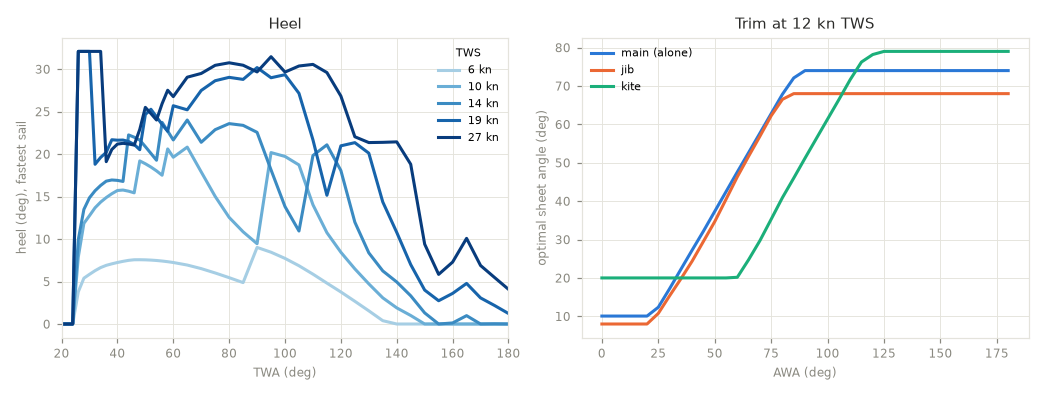 Heel
heel (deg), fastest sail
30
25
20
15
10
5
0
20 40 60 80 100 120 140 160 180
TWA (deg)
TWS
6 kn
10 kn
14 kn
19 kn
27 kn
Trim at 12 kn TWS
optimal sheet angle (deg)
80
70
60
50
40
30
20
10
0 25 50 75 100 125 150 175
AWA (deg)
main (alone)
jib
kite